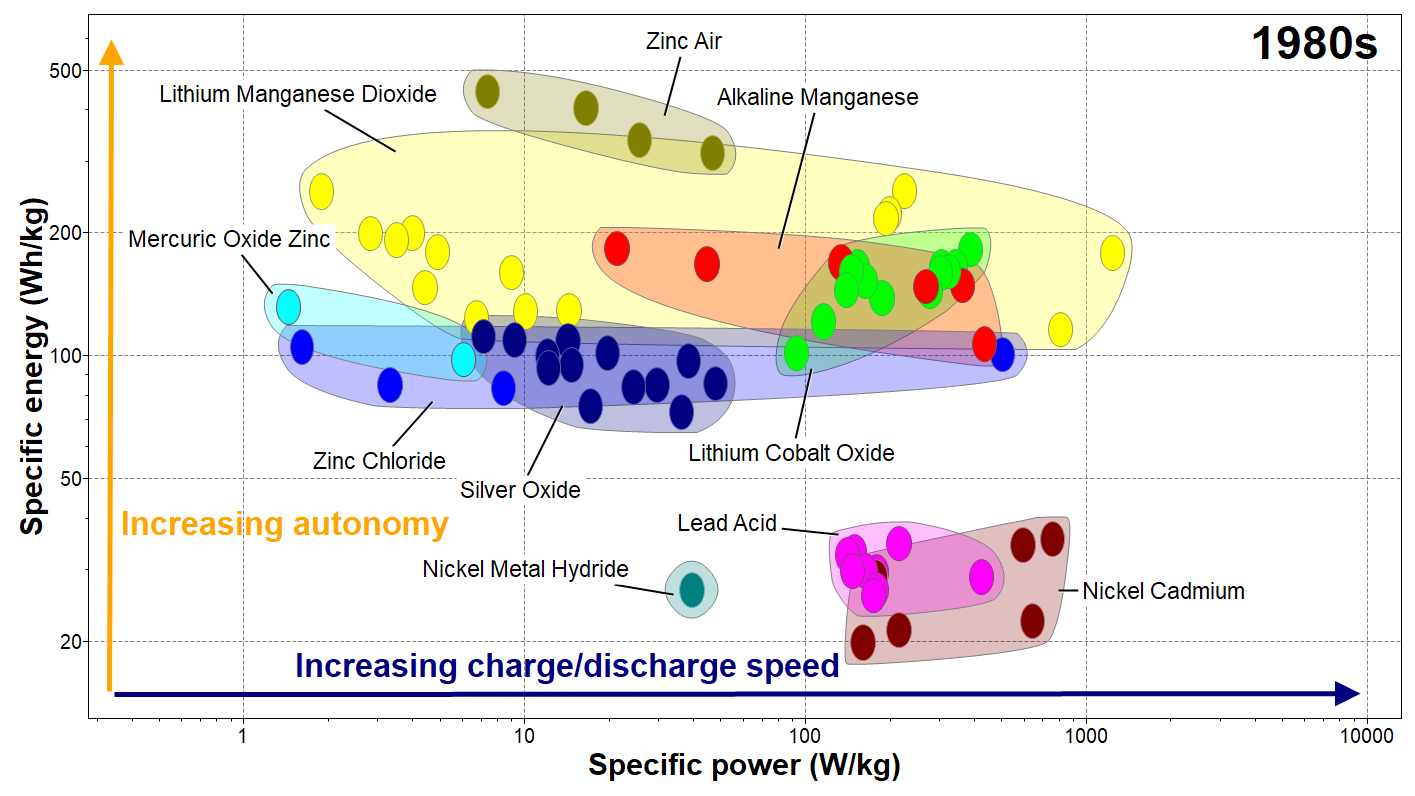 1980s
Zinc Air
Lithium Manganese Dioxide
Alkaline Manganese
500
200
Mercuric Oxide Zinc
100
Specific energy (Wh/kg)
Lithium Cobalt Oxide
Zinc Chloride
50
Silver Oxide
Increasing autonomy
Lead Acid
Nickel Metal Hydride
Nickel Cadmium
20
Increasing charge/discharge speed
1
10
100
1000
10000
Specific power (W/kg)